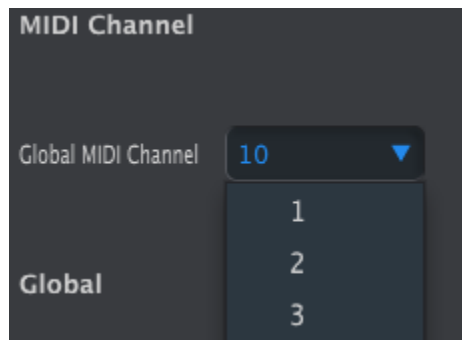 MIDI Channel
Global MIDI Channel 10
1
2
Global
3